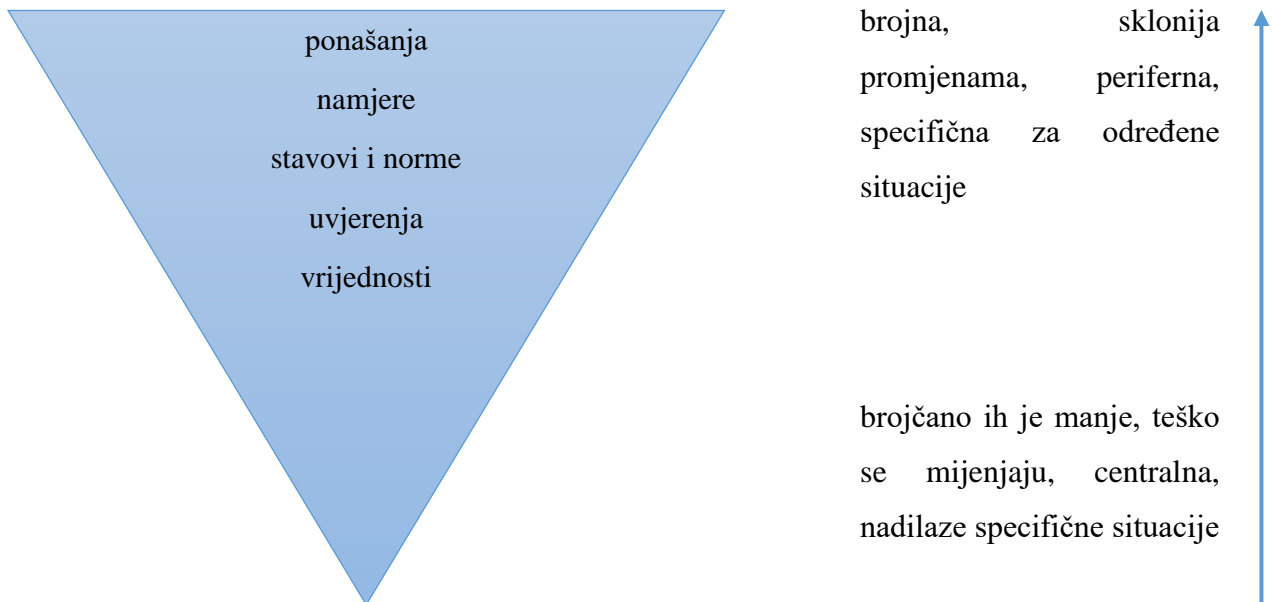 ponašanja
namjere
stavovi i norme
uvjerenja
vrijednosti
brojna, sklonija
promjenama, periferna,
specifična za određene
situacije
brojčano ih je manje, teško
se mijenjaju, centralna,
nadilaze specifične situacije